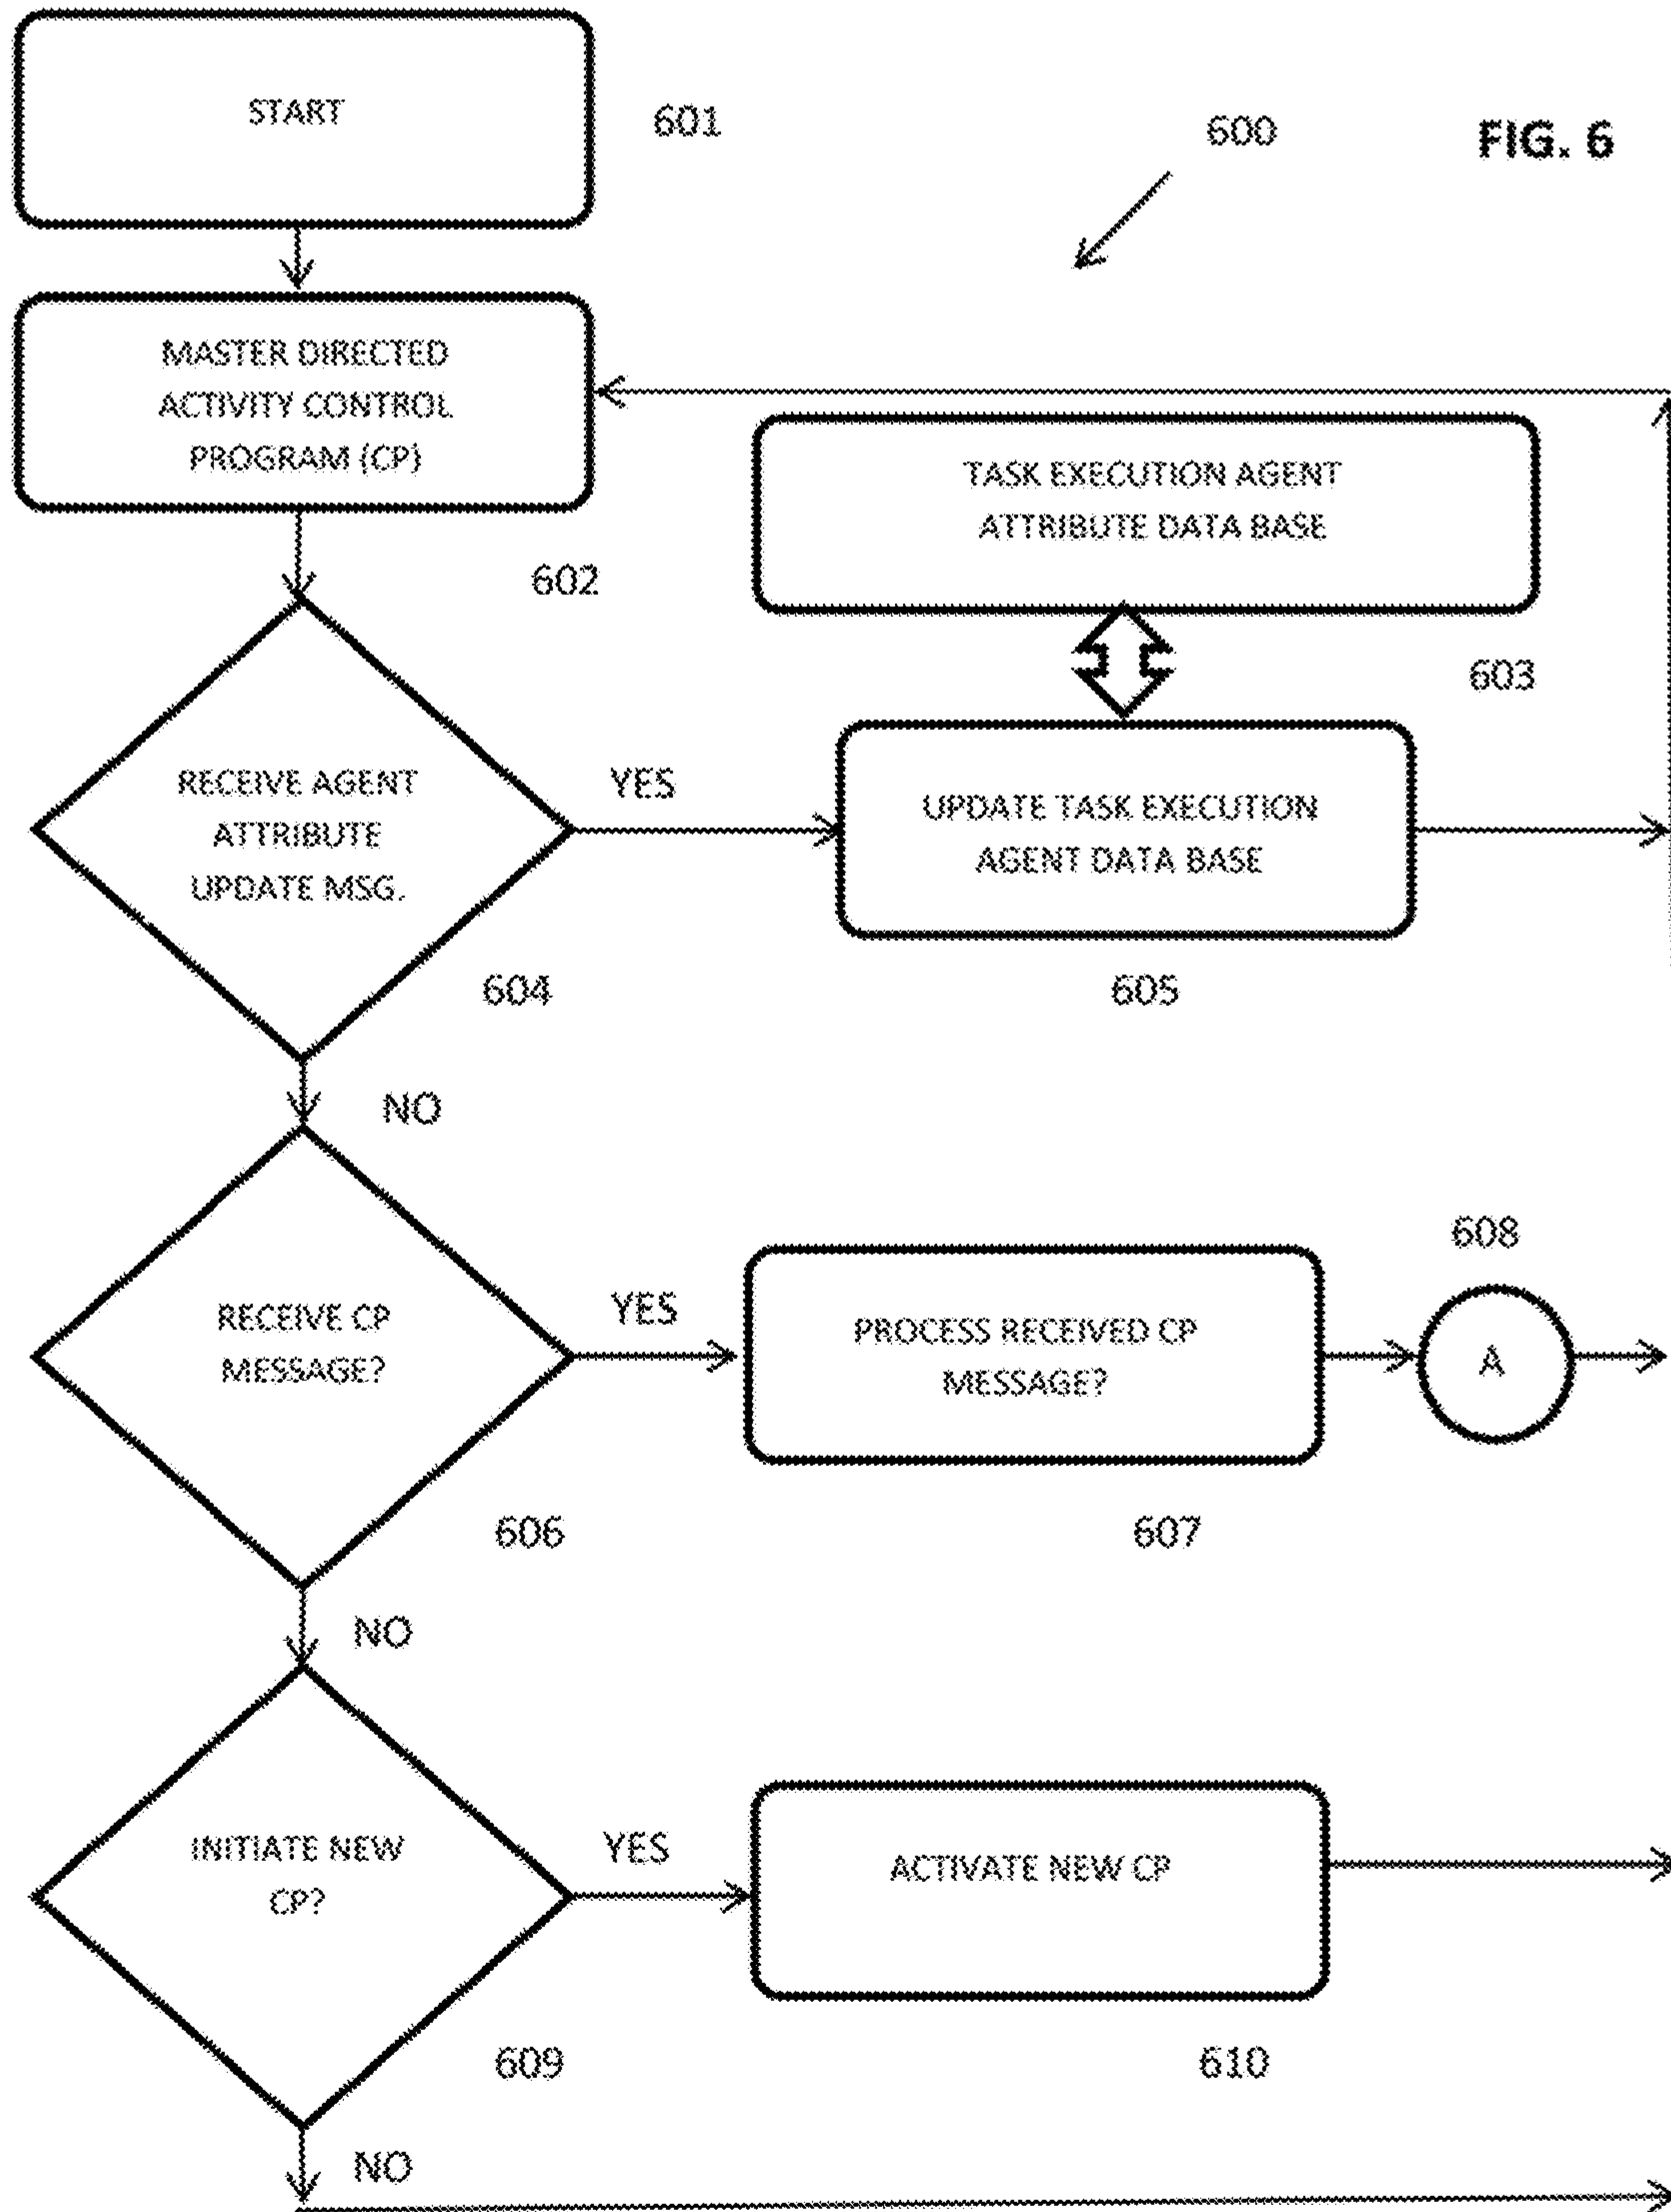 START
601
600
FIG. 6
MASTER DIRECTED
ACTIVITY CONTROL
PROGRAM (CP)
602
TASK EXECUTION AGENT
ATTRIBUTE DATA BASE
603
RECEIVE AGENT
ATTRIBUTE
UPDATE MSG.
YES
UPDATE TASK EXECUTION
AGENT DATA BASE
604
605
NO
RECEIVE CP
MESSAGE?
YES
PROCESS RECEIVED CP
MESSAGE?
608
A
606
607
NO
INITIATE NEW
CP?
YES
ACTIVATE NEW CP
609
610
NO